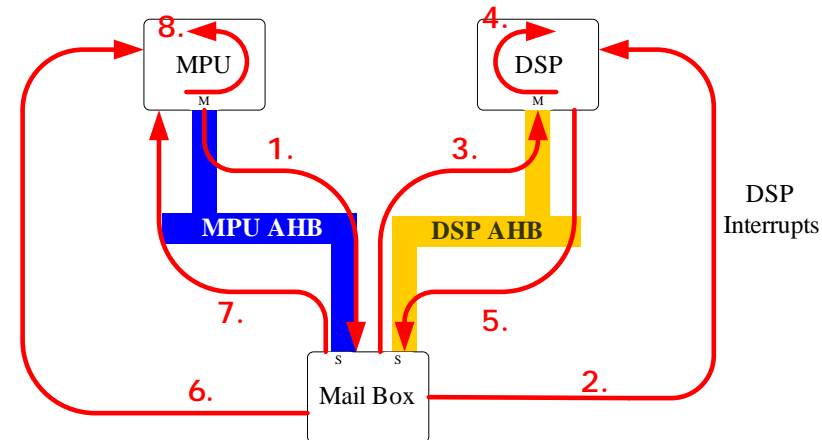 8.
4.
MPU
DSP
M
M
1.
3.
DSP
Interrupts
MPU AHB
DSP AHB
7.
5.
S
S
6.
Mail Box
2.